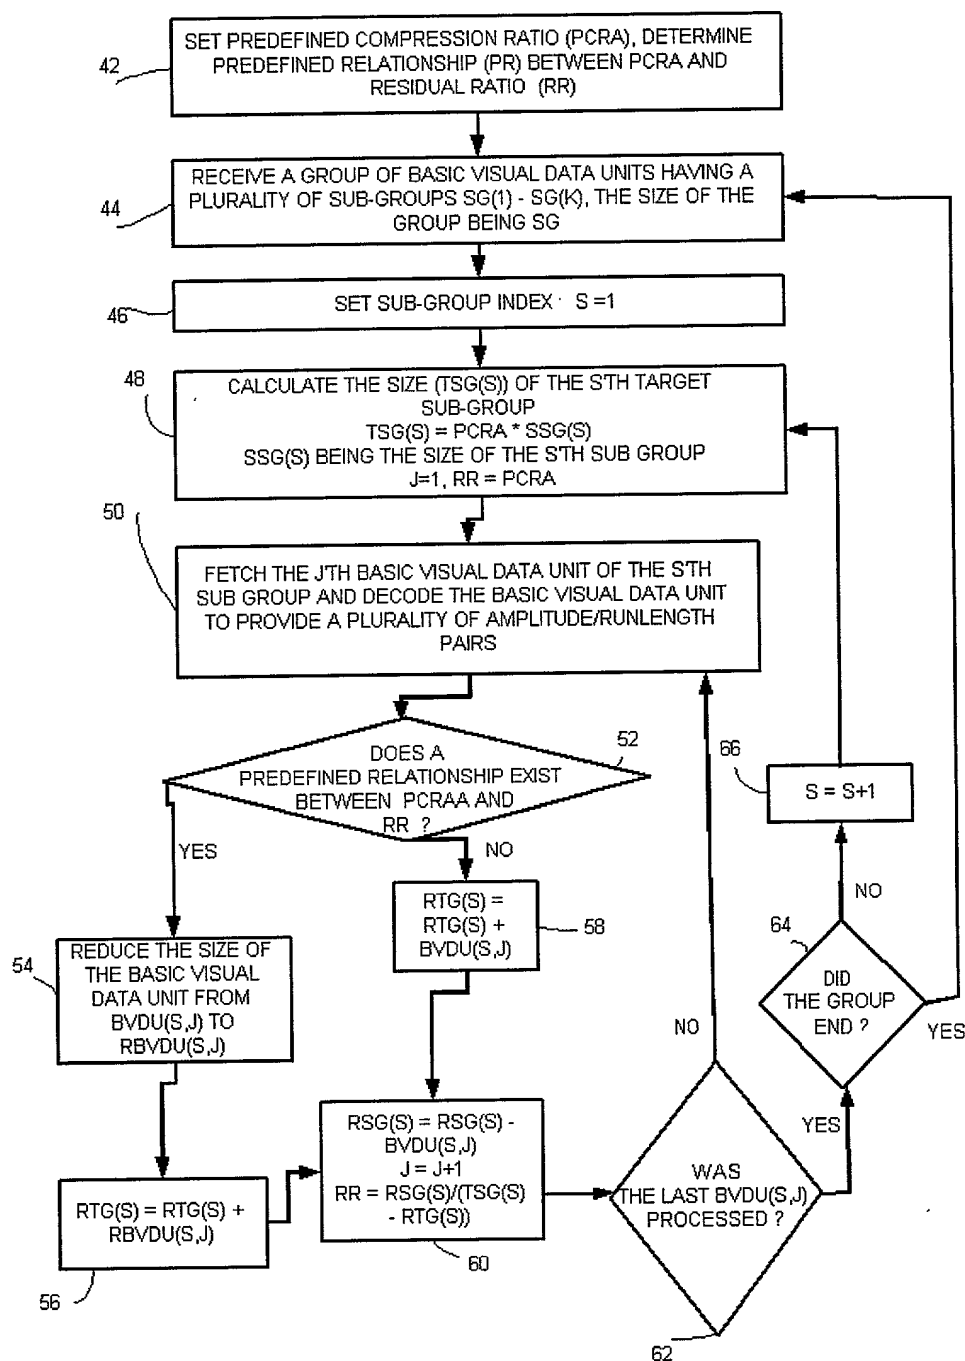 SET PREDEFINED COMPRESSION RATIO (PCRA), DETERMINE
PREDEFINED RELATIONSHIP (PR) BETWEEN PCRA AND
RESIDUAL RATIO (RR)
42
RECEIVE A GROUP OF BASIC VISUAL DATA UNITS HAVING A
PLURALITY OF SUB-GROUPS SG(1) - SG(K), THE SIZE OF THE
GROUP BEING SG
44
SET SUB-GROUP INDEX S =1
46
CALCULATE THE SIZE (TSG(S)) OF THE S'TH TARGET
SUB-GROUP
TSG(S) = PCRA * SSG(S)
SSG(S) BEING THE SIZE OF THE S'TH SUB GROUP
J=1, RR = PCRA
48
50
FETCH THE J'TH BASIC VISUAL DATA UNIT OF THE S'TH
SUB GROUP AND DECODE THE BASIC VISUAL DATA UNIT
TO PROVIDE A PLURALITY OF AMPLITUDE/RUNLENGTH
PAIRS
DOES A
PREDEFINED RELATIONSHIP EXIST
BETWEEN PCRAA AND
RR ?
52
66
S = S+1
YES
NO
NO
RTG(S) =
RTG(S) +
BVDU(S,J)
58
64
DID
THE GROUP
END ?
YES
54
REDUCE THE SIZE OF
THE BASIC VISUAL
DATA UNIT FROM
BVDU(S,J) TO
RBVDU(S,J)
NO
YES
RSG(S) = RSG(S) -
BVDU(S,J)
J = J+1
RR = RSG(S)/(TSG(S)
- RTG(S))
60
WAS
THE LAST BVDU(S,J)
PROCESSED ?
62
RTG(S) = RTG(S) +
RBVDU(S,J)
56